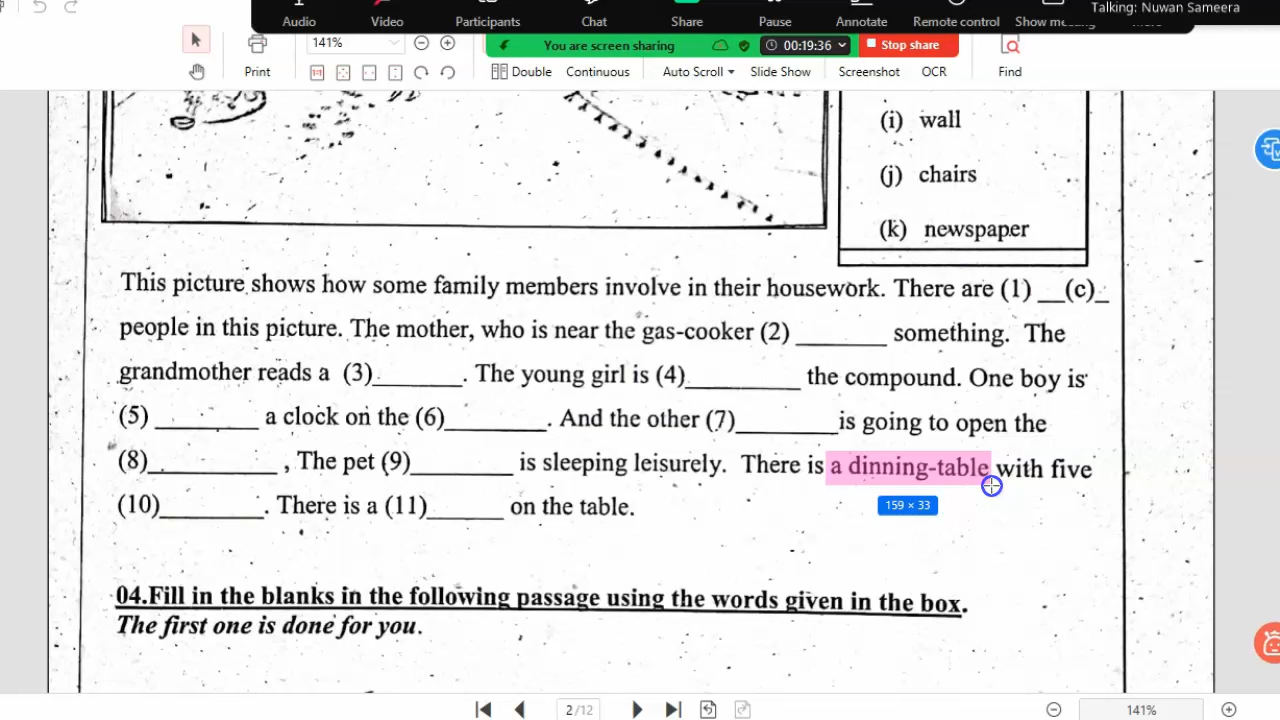 Talking: Nuwan Sameera
Audio Video Participants Chat Share Pause Annotate Remote control
141% You are screen sharing 00:19:36 Stop share
Print Double Continuous Auto Scroll Slide Show Screenshot OCR Find
(i) wall
(j) chairs
(k) newspaper
This picture shows how some family members involve in their housework. There are (1) __(c)_
people in this picture. The mother, who is near the gas-cooker (2) _______ something. The
grandmother reads a (3)_______. The young girl is (4)_________ the compound. One boy is
(5) ________ a clock on the (6)________. And the other (7)________is going to open the
(8)__________ , The pet (9)________ is sleeping leisurely. There is a dinning-table with five
159 × 33
(10)________. There is a (11)______ on the table.
04.Fill in the blanks in the following passage using the words given in the box.
The first one is done for you.
2/12 141%